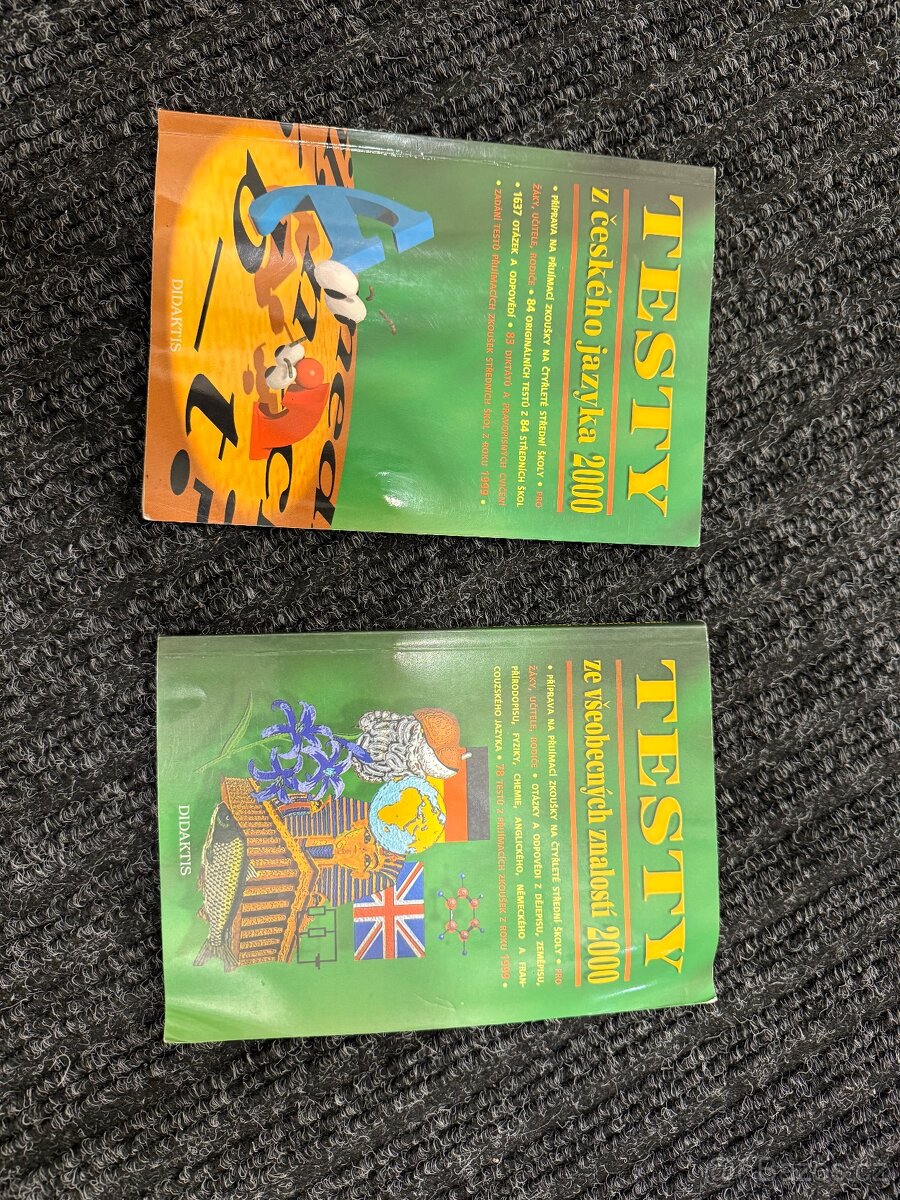 TESTY
z českého jazyka 2000
• PŘÍPRAVA NA PŘIJÍMACÍ ZKOUŠKY NA ČTYŘLETÉ STŘEDNÍ ŠKOLY • PRO
ŽÁKY, UČITELE, RODIČE • 84 ORIGINÁLNÍCH TESTŮ Z 84 STŘEDNÍCH ŠKOL
• 1637 OTÁZEK A ODPOVĚDÍ • 83 DIKTÁTŮ A PRAVOPISNÝCH CVIČENÍ
• ZADÁNÍ TESTŮ PŘIJÍMACÍCH ZKOUŠEK STŘEDNÍCH ŠKOL Z ROKU 1999 •
DIDAKTIS
TESTY
ze všeobecných znalostí 2000
• PŘÍPRAVA NA PŘIJÍMACÍ ZKOUŠKY NA ČTYŘLETÉ STŘEDNÍ ŠKOLY • PRO
ŽÁKY, UČITELE, RODIČE • OTÁZKY A ODPOVĚDI Z DĚJEPISU, ZEMĚPISU,
PŘÍRODOPISU, FYZIKY, CHEMIE, ANGLICKÉHO, NĚMECKÉHO A FRAN-
COUZSKÉHO JAZYKA • 78 TESTŮ Z PŘIJÍMACÍCH ZKOUŠEK Z ROKU 1999 •
DIDAKTIS